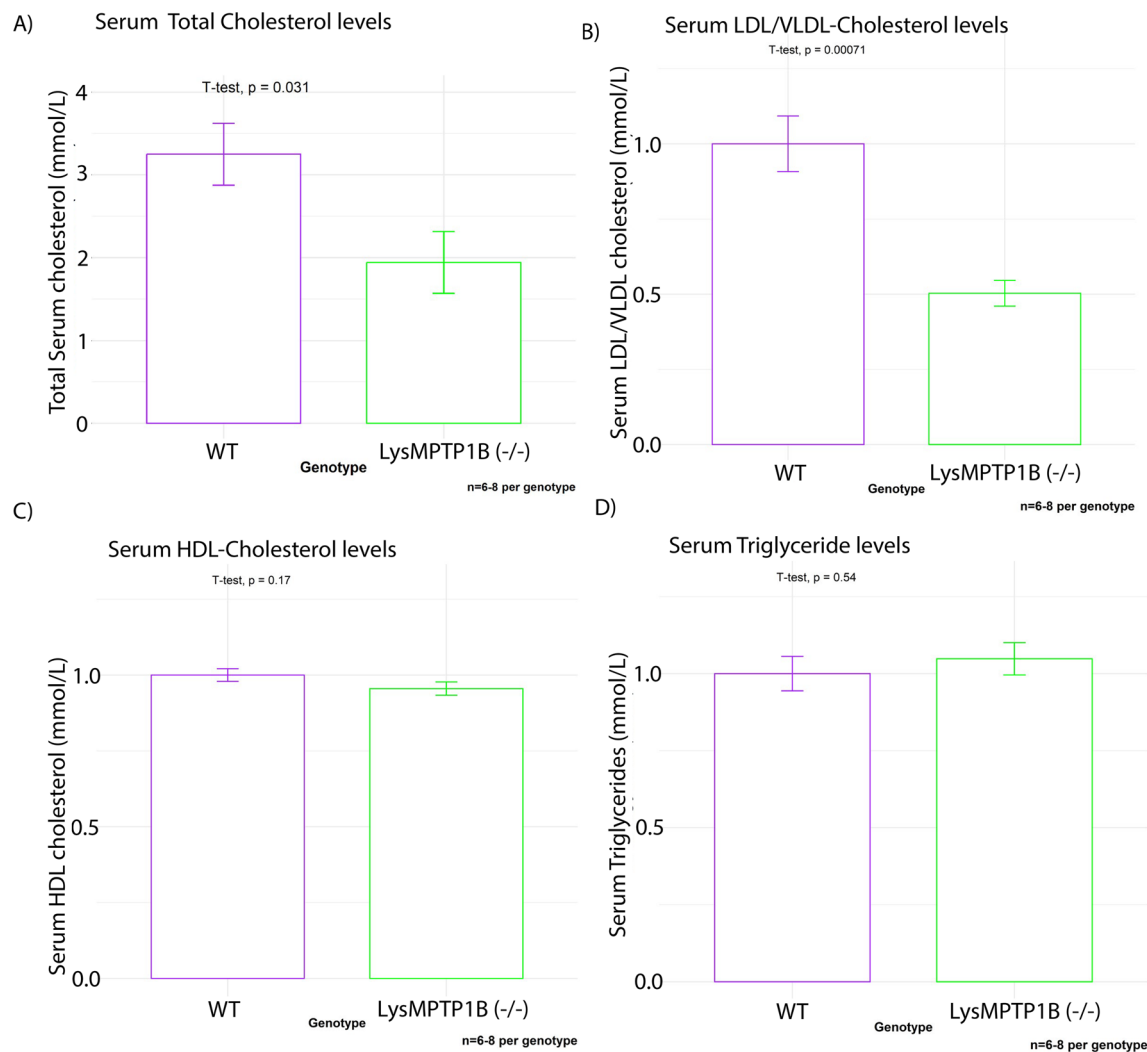 A)
Serum Total Cholesterol levels
T-test, p = 0.031
Total Serum cholesterol (mmol/L)
4
3
2
1
0
WT
LysMPTP1B (-/-)
Genotype
n=6-8 per genotype
B)
Serum LDL/VLDL-Cholesterol levels
T-test, p = 0.00071
Serum LDL/VLDL cholesterol (mmol/L)
1.0
0.5
0.0
WT
LysMPTP1B (-/-)
Genotype
n=6-8 per genotype
C)
Serum HDL-Cholesterol levels
T-test, p = 0.17
Serum HDL cholesterol (mmol/L)
1.0
0.5
0.0
WT
LysMPTP1B (-/-)
Genotype
n=6-8 per genotype
D)
Serum Triglyceride levels
T-test, p = 0.54
Serum Triglycerides (mmol/L)
1.0
0.5
0.0
WT
LysMPTP1B (-/-)
Genotype
n=6-8 per genotype